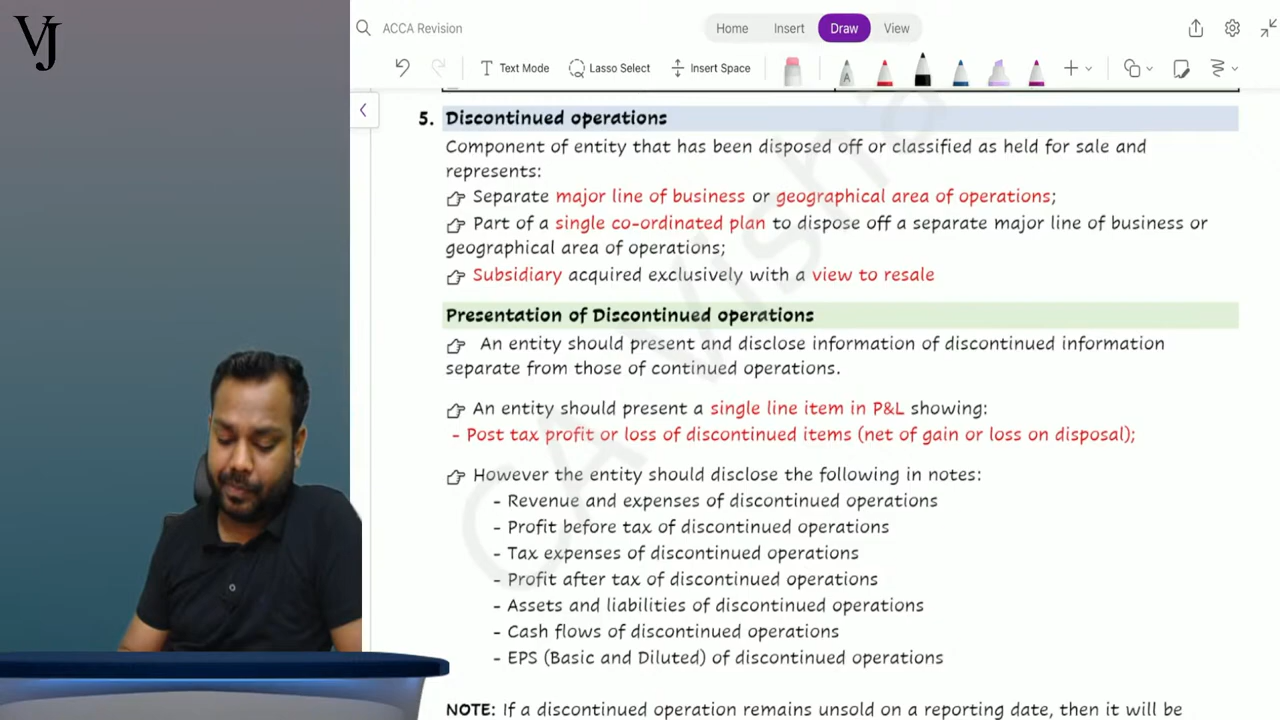 VJ
ACCA Revision
Home Insert Draw View
Text Mode Lasso Select Insert Space
5. Discontinued operations
Component of entity that has been disposed off or classified as held for sale and
represents:
Separate major line of business or geographical area of operations;
Part of a single co-ordinated plan to dispose off a separate major line of business or
geographical area of operations;
Subsidiary acquired exclusively with a view to resale
Presentation of Discontinued operations
An entity should present and disclose information of discontinued information
separate from those of continued operations.
An entity should present a single line item in P&L showing:
- Post tax profit or loss of discontinued items (net of gain or loss on disposal);
However the entity should disclose the following in notes:
- Revenue and expenses of discontinued operations
- Profit before tax of discontinued operations
- Tax expenses of discontinued operations
- Profit after tax of discontinued operations
- Assets and liabilities of discontinued operations
- Cash flows of discontinued operations
- EPS (Basic and Diluted) of discontinued operations
NOTE: If a discontinued operation remains unsold on a reporting date, then it will be